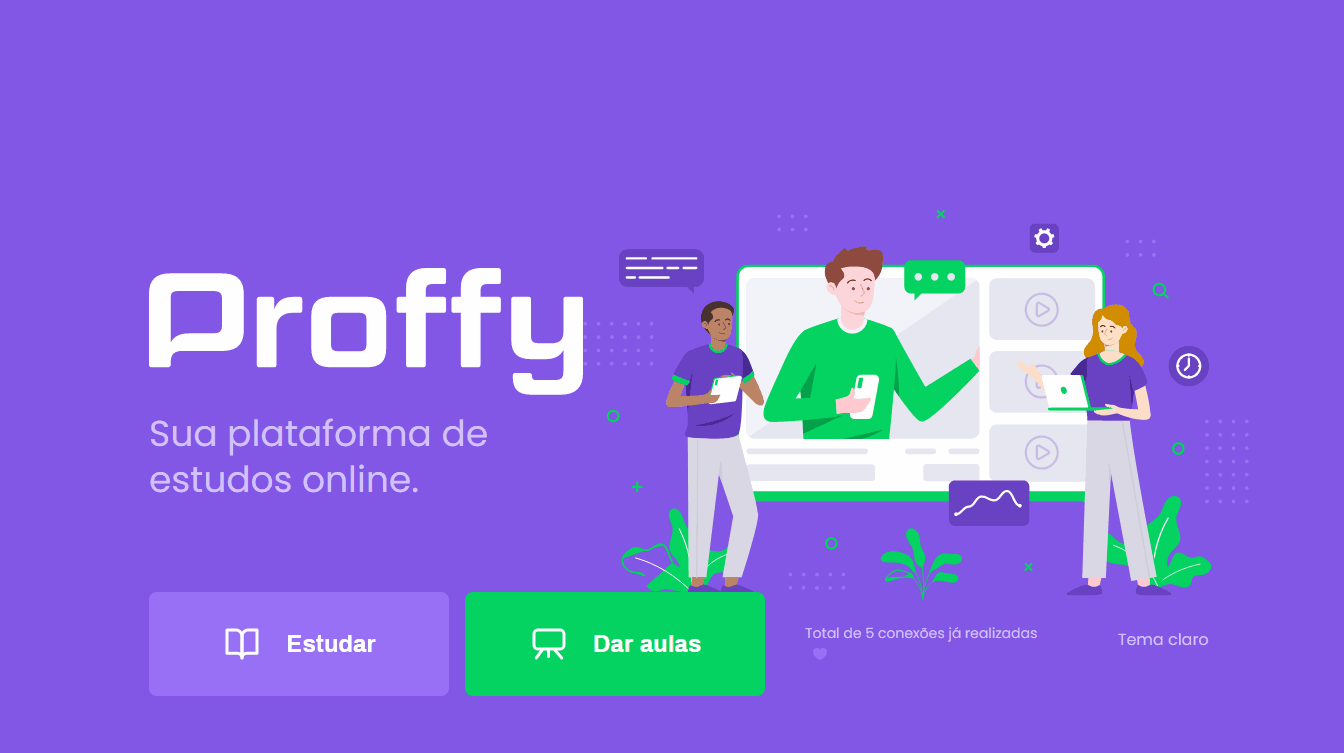 Proffy
Sua plataforma de
estudos online.
Estudar
Dar aulas
Total de 5 conexões já realizadas
Tema claro